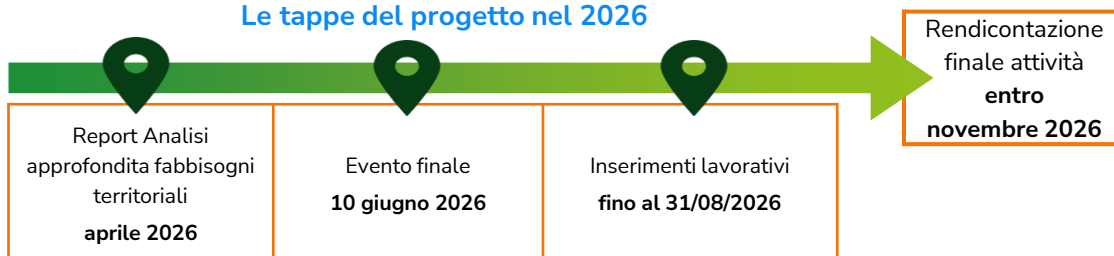 Le tappe del progetto nel 2026
Report Analisi
approfondita fabbisogni
territoriali
aprile 2026
Evento finale
10 giugno 2026
Inserimenti lavorativi
fino al 31/08/2026
Rendicontazione
finale attività
entro
novembre 2026